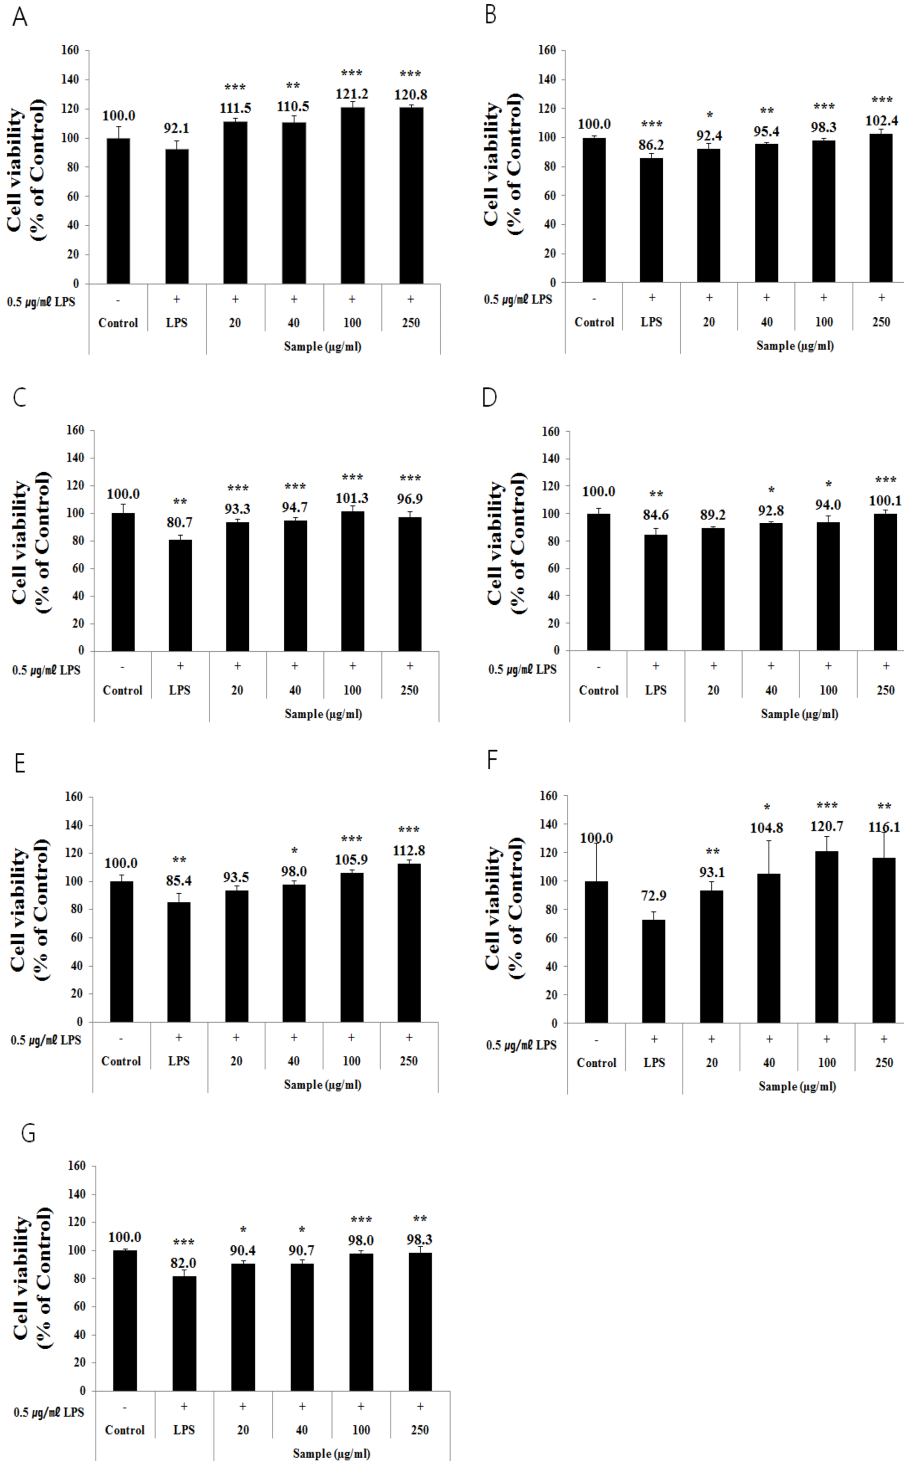 A
Cell viability
(% of Control)
160
140
120
100
80
60
40
20
0
*** ** *** ***
100.0 92.1 111.5 110.5 121.2 120.8
0.5 µg/mℓ LPS - + + + + +
Control LPS 20 40 100 250
Sample (µg/ml)
B
Cell viability
(% of Control)
160
140
120
100
80
60
40
20
0
*** * ** *** ***
100.0 86.2 92.4 95.4 98.3 102.4
0.5 µg/mℓ LPS - + + + + +
Control LPS 20 40 100 250
Sample (µg/ml)
C
Cell viability
(% of Control)
160
140
120
100
80
60
40
20
0
** *** *** *** ***
100.0 80.7 93.3 94.7 101.3 96.9
0.5 µg/mℓ LPS - + + + + +
Control LPS 20 40 100 250
Sample (µg/ml)
D
Cell viability
(% of Control)
160
140
120
100
80
60
40
20
0
** * * ***
100.0 84.6 89.2 92.8 94.0 100.1
0.5 µg/mℓ LPS - + + + + +
Control LPS 20 40 100 250
Sample (µg/ml)
E
Cell viability
(% of Control)
160
140
120
100
80
60
40
20
0
** * *** ***
100.0 85.4 93.5 98.0 105.9 112.8
0.5 µg/mℓ LPS - + + + + +
Control LPS 20 40 100 250
Sample (µg/ml)
F
Cell viability
(% of Control)
160
140
120
100
80
60
40
20
0
** * *** **
100.0 72.9 93.1 104.8 120.7 116.1
0.5 µg/mℓ LPS - + + + + +
Control LPS 20 40 100 250
Sample (µg/ml)
G
Cell viability
(% of Control)
160
140
120
100
80
60
40
20
0
*** * * *** **
100.0 82.0 90.4 90.7 98.0 98.3
0.5 µg/mℓ LPS - + + + + +
Control LPS 20 40 100 250
Sample (µg/ml)